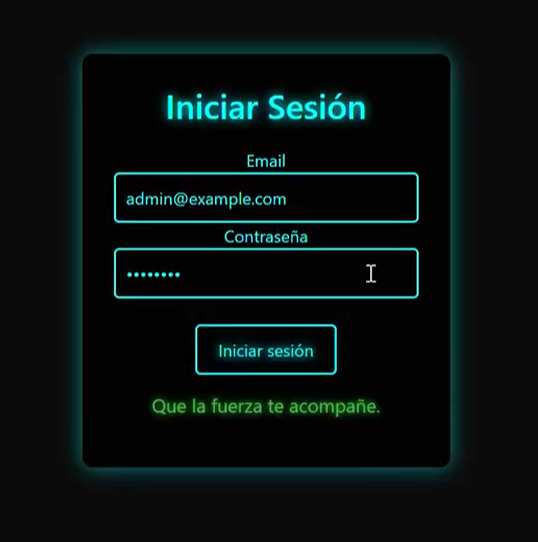 Iniciar Sesión
Email
admin@example.com
Contraseña
••••••••
Iniciar sesión
Que la fuerza te acompañe.